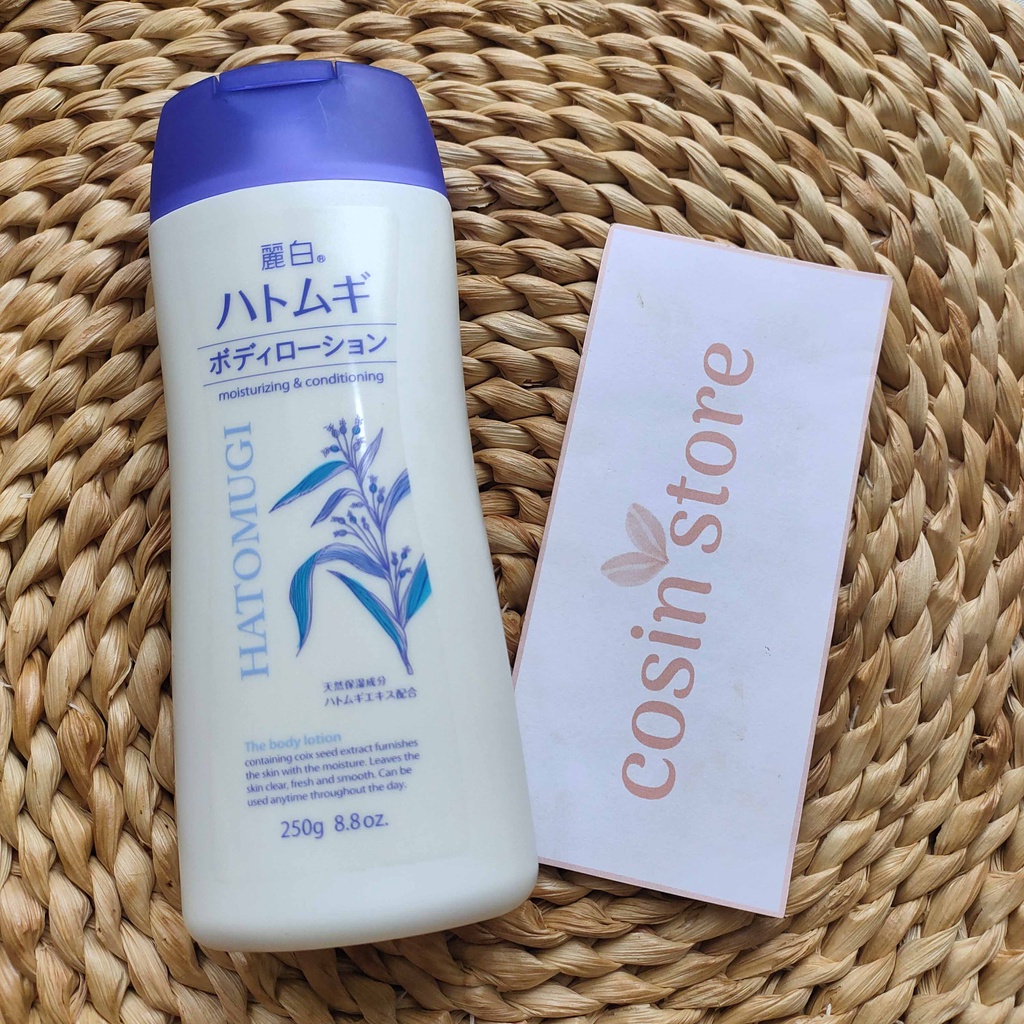 麗白®
ハトムギ
ボディローション
moisturizing & conditioning
HATOMUGI
天然保湿成分
ハトムギエキス配合
The body lotion
containing coix seed extract furnishes
the skin with the moisture. Leaves the
skin clear, fresh and smooth. Can be
used anytime throughout the day.
250g 8.8 oz.
cosin store